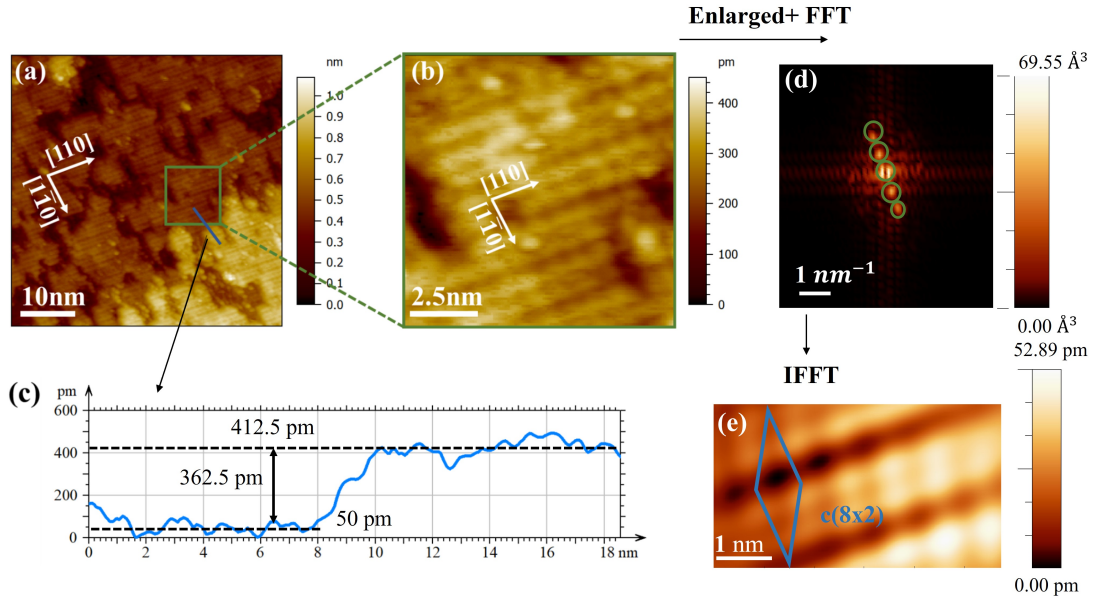 Enlarged+ FFT
(a)
nm
1.0
0.9
0.8
0.7
0.6
0.5
0.4
0.3
0.2
0.1
0.0
[110]
[11̄0]
10nm
(b)
pm
400
300
200
100
0
[110]
[11̄0]
2.5nm
(d)
1 nm⁻¹
69.55 Å³
0.00 Å³
IFFT
52.89 pm
(c)
pm
600
400
200
0
412.5 pm
362.5 pm
50 pm
0 2 4 6 8 10 12 14 16 18 nm
(e)
c(8x2)
1 nm
0.00 pm